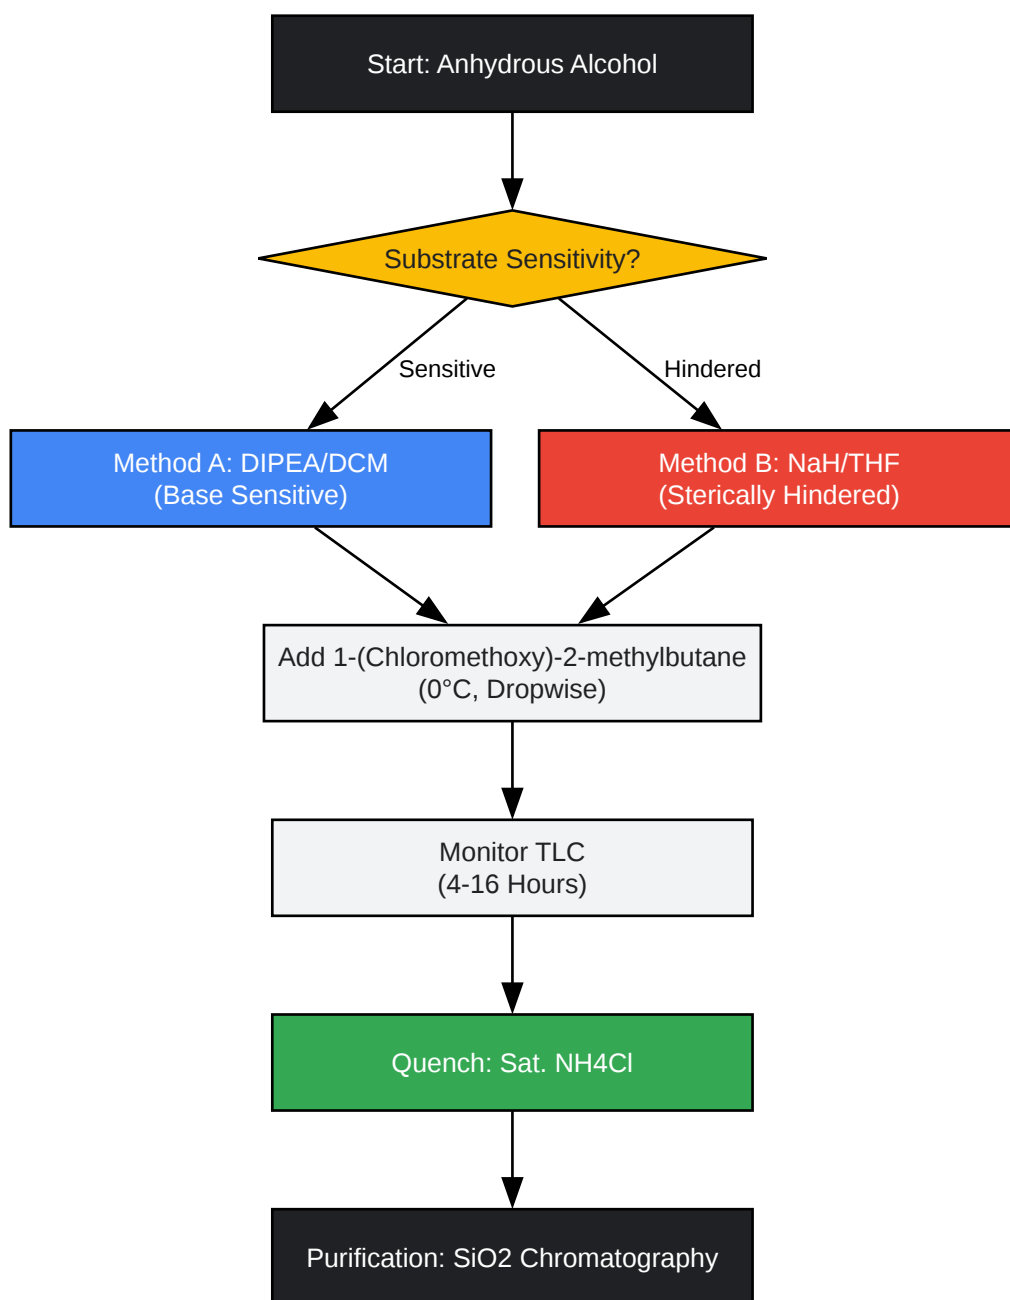 Start: Anhydrous Alcohol
Substrate Sensitivity?
Sensitive
Hindered
Method A: DIPEA/DCM
(Base Sensitive)
Method B: NaH/THF
(Sterically Hindered)
Add 1-(Chloromethoxy)-2-methylbutane
(0°C, Dropwise)
Monitor TLC
(4-16 Hours)
Quench: Sat. NH4Cl
Purification: SiO2 Chromatography